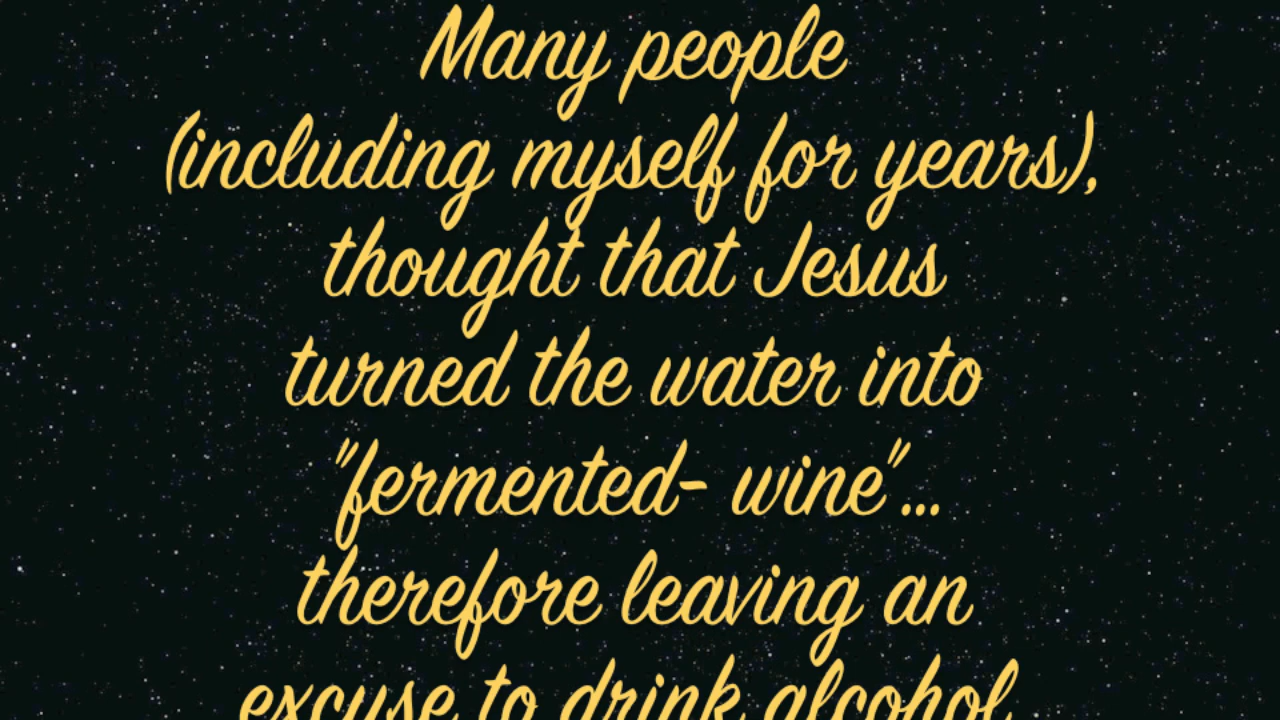 Many people
(including myself for years),
thought that Jesus
turned the water into
"fermented- wine"...
therefore leaving an
excuse to drink alcohol